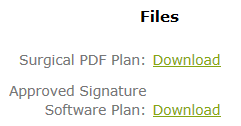 Files
Surgical PDF Plan: Download
Approved Signature
Software Plan: Download